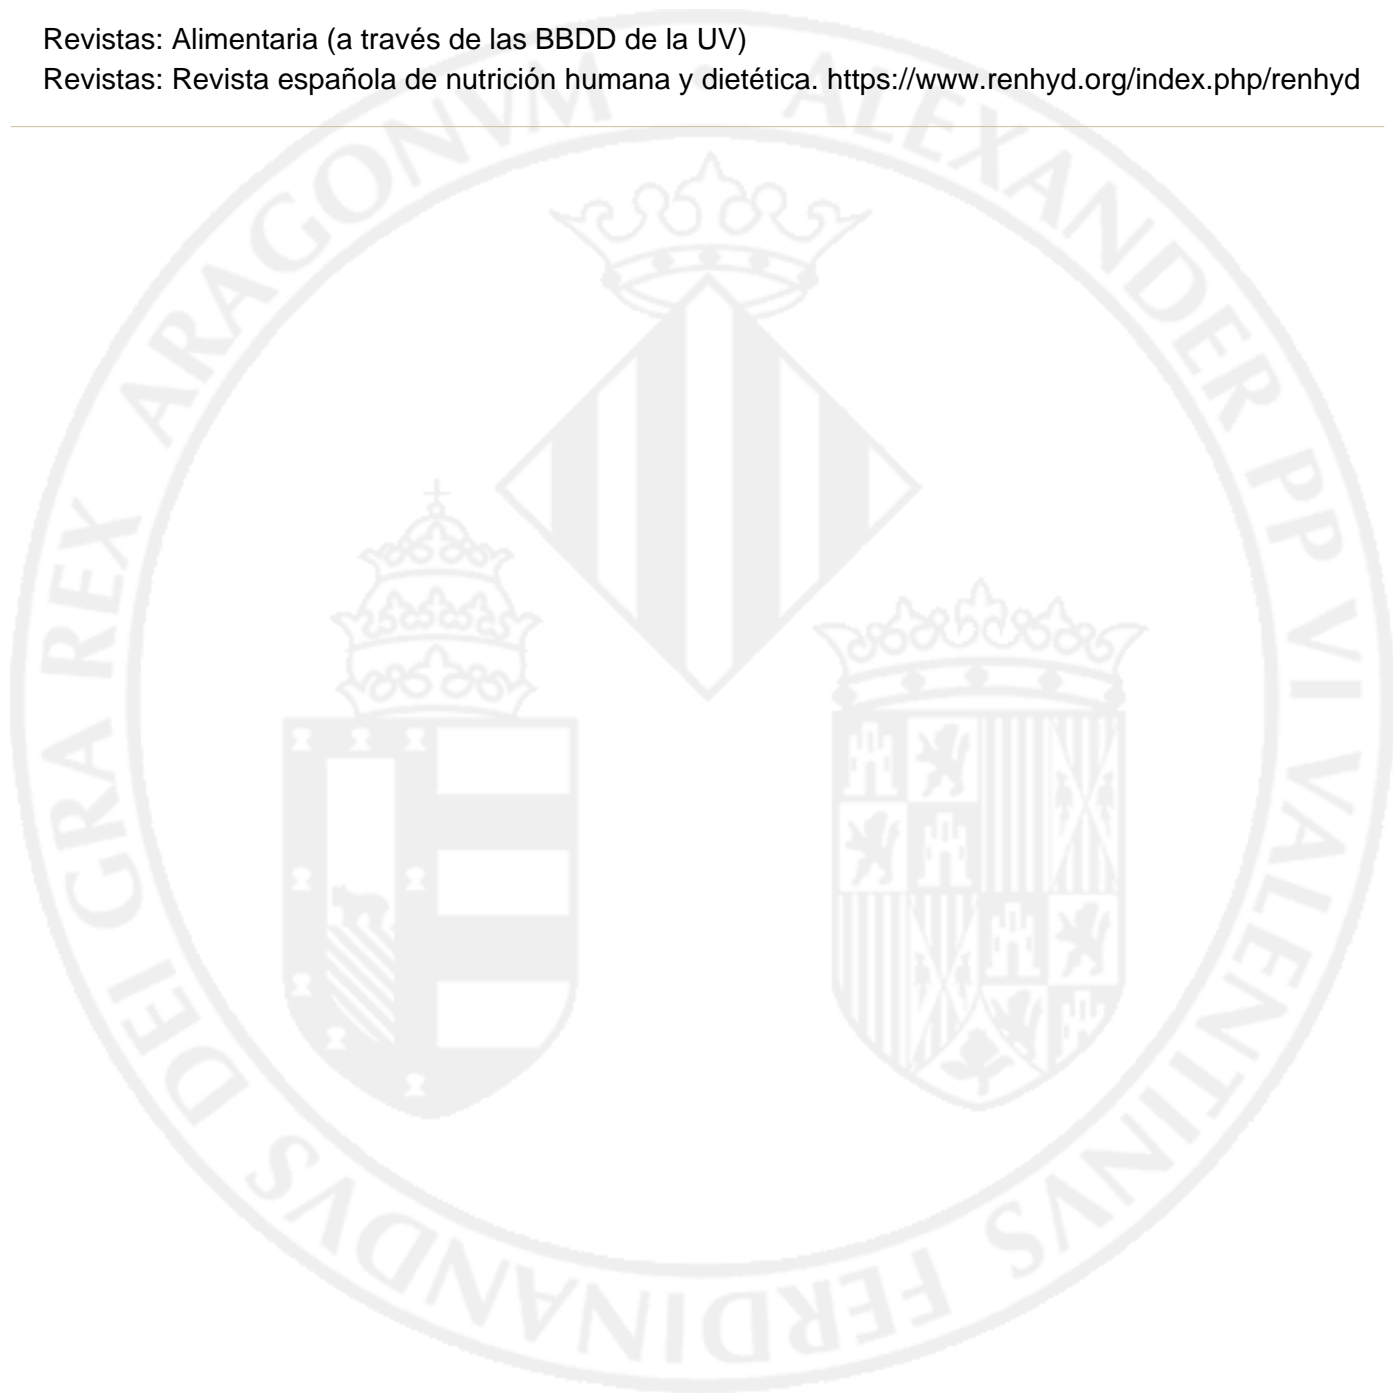 Revistas: Alimentaria (a través de las BBDD de la UV)
Revistas: Revista española de nutrición humana y dietética. https://www.renhyd.org/index.php/renhyd
ALEXANDER PP VI VALENTINVS FERDINANDVS DEI GRA REX ARAGONVM